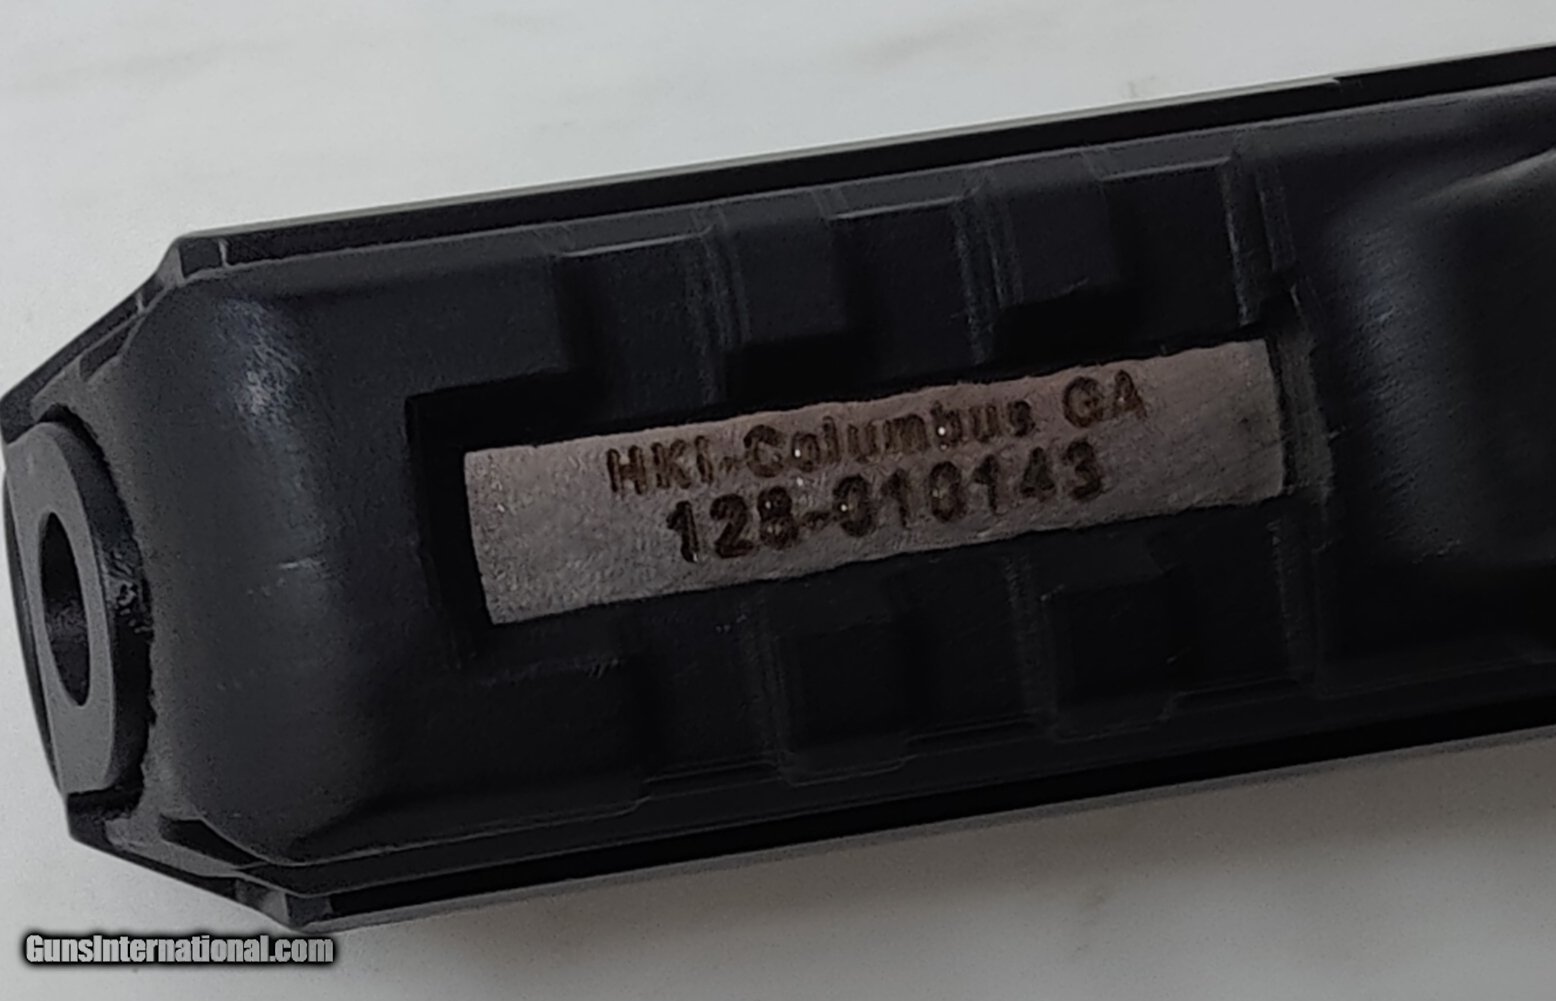 HKI-Columbus GA
128-010143
GunsInternational.com